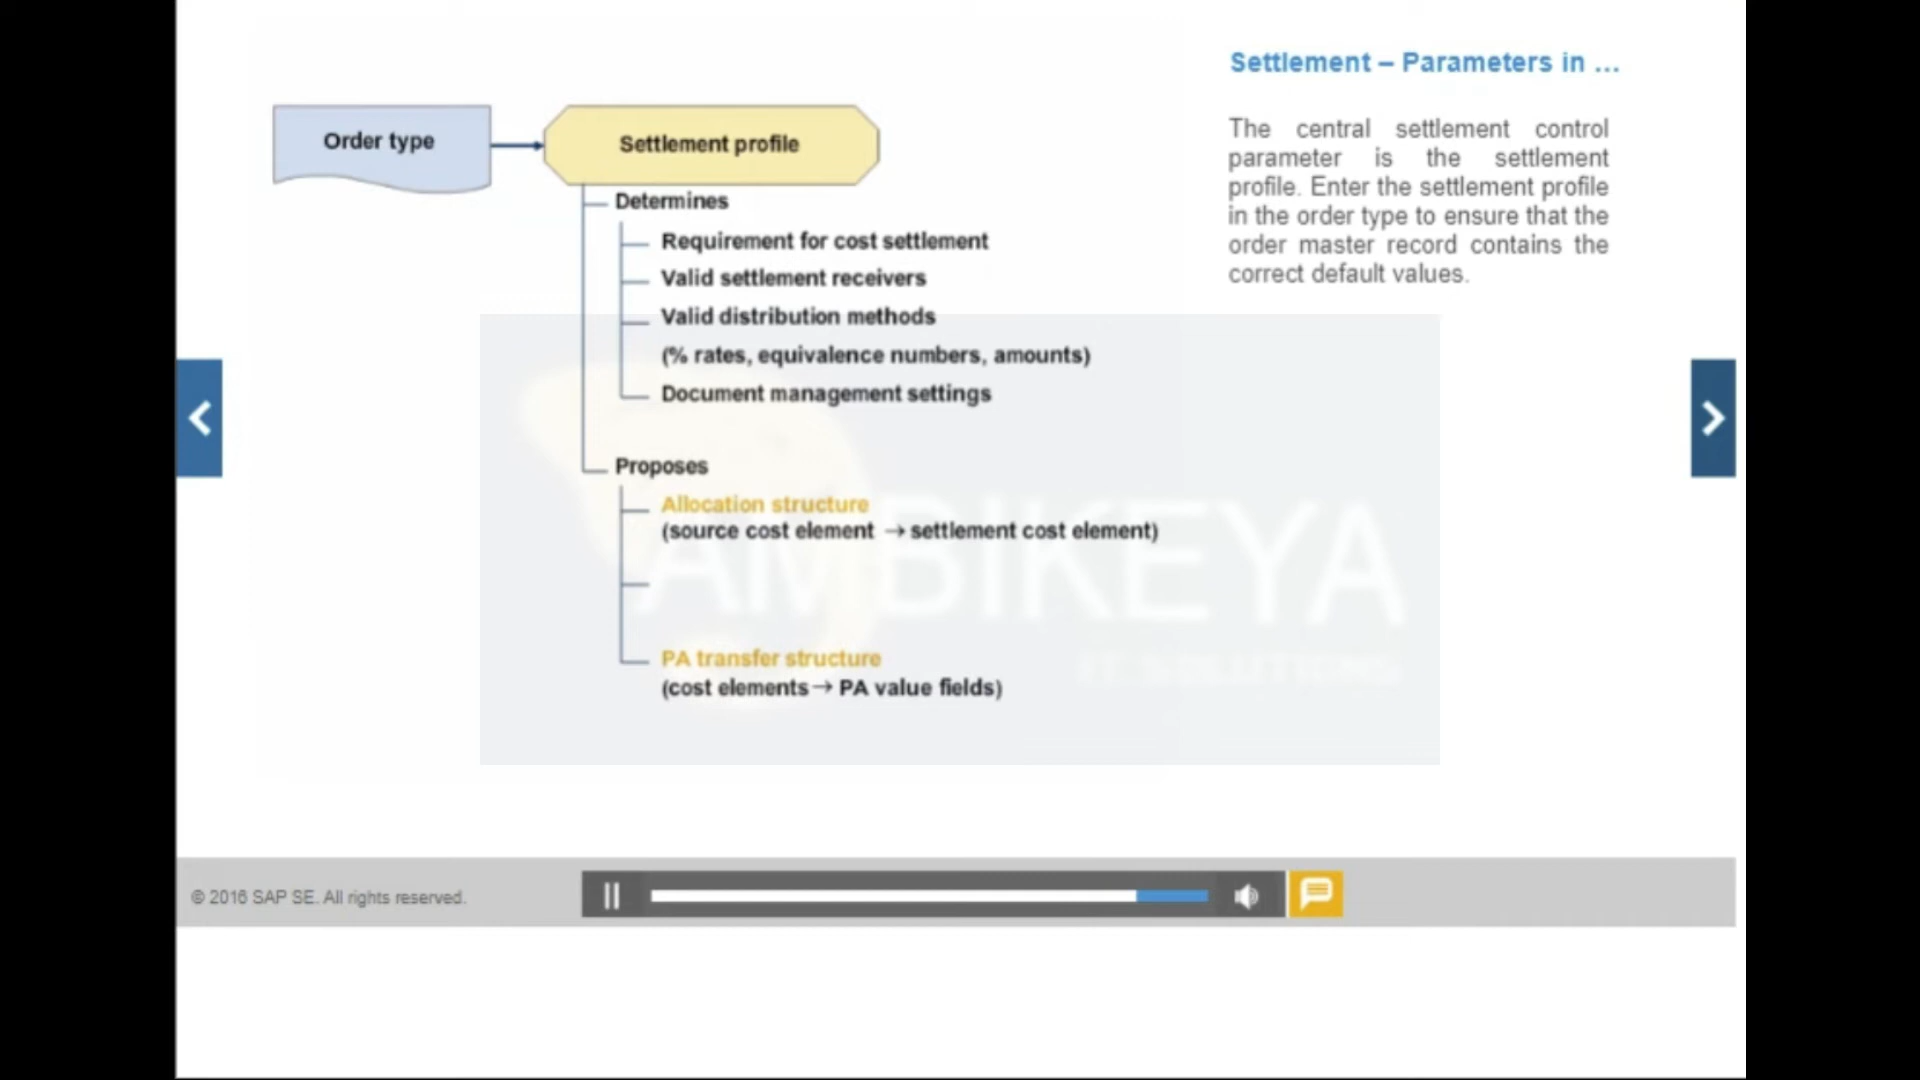 Settlement – Parameters in ...
Order type
Settlement profile
The central settlement control
parameter is the settlement
profile. Enter the settlement profile
in the order type to ensure that the
order master record contains the
correct default values.
Determines
Requirement for cost settlement
Valid settlement receivers
Valid distribution methods
(% rates, equivalence numbers, amounts)
Document management settings
Proposes
Allocation structure
(source cost element → settlement cost element)
PA transfer structure
(cost elements → PA value fields)
AMBIKEYA
IT SOLUTIONS
© 2016 SAP SE. All rights reserved.